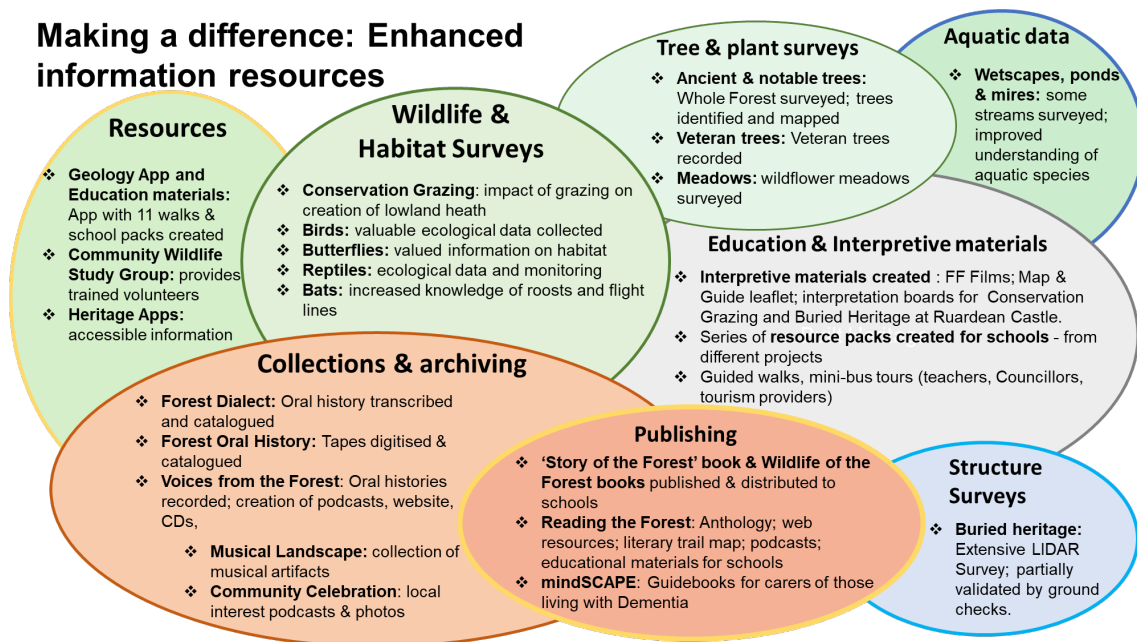 Making a difference: Enhanced
information resources
Resources
❖ Geology App and
Education materials:
App with 11 walks &
school packs created
❖ Community Wildlife
Study Group: provides
trained volunteers
❖ Heritage Apps:
accessible information
Wildlife &
Habitat Surveys
❖ Conservation Grazing: impact of grazing on
creation of lowland heath
❖ Birds: valuable ecological data collected
❖ Butterflies: valued information on habitat
❖ Reptiles: ecological data and monitoring
❖ Bats: increased knowledge of roosts and flight
lines
Tree & plant surveys
❖ Ancient & notable trees:
Whole Forest surveyed; trees
identified and mapped
❖ Veteran trees: Veteran trees
recorded
❖ Meadows: wildflower meadows
surveyed
Aquatic data
❖ Wetscapes, ponds
& mires: some
streams surveyed;
improved
understanding of
aquatic species
Education & Interpretive materials
❖ Interpretive materials created : FF Films; Map &
Guide leaflet; interpretation boards for Conservation
Grazing and Buried Heritage at Ruardean Castle.
❖ Series of resource packs created for schools - from
different projects
❖ Guided walks, mini-bus tours (teachers, Councillors,
tourism providers)
Collections & archiving
❖ Forest Dialect: Oral history transcribed
and catalogued
❖ Forest Oral History: Tapes digitised &
catalogued
❖ Voices from the Forest: Oral histories
recorded; creation of podcasts, website,
CDs,
❖ Musical Landscape: collection of
musical artifacts
❖ Community Celebration: local
interest podcasts & photos
Publishing
❖ ‘Story of the Forest’ book & Wildlife of the
Forest books published & distributed to
schools
❖ Reading the Forest: Anthology; web
resources; literary trail map; podcasts;
educational materials for schools
❖ mindSCAPE: Guidebooks for carers of those
living with Dementia
Structure
Surveys
❖ Buried heritage:
Extensive LIDAR
Survey; partially
validated by ground
checks.